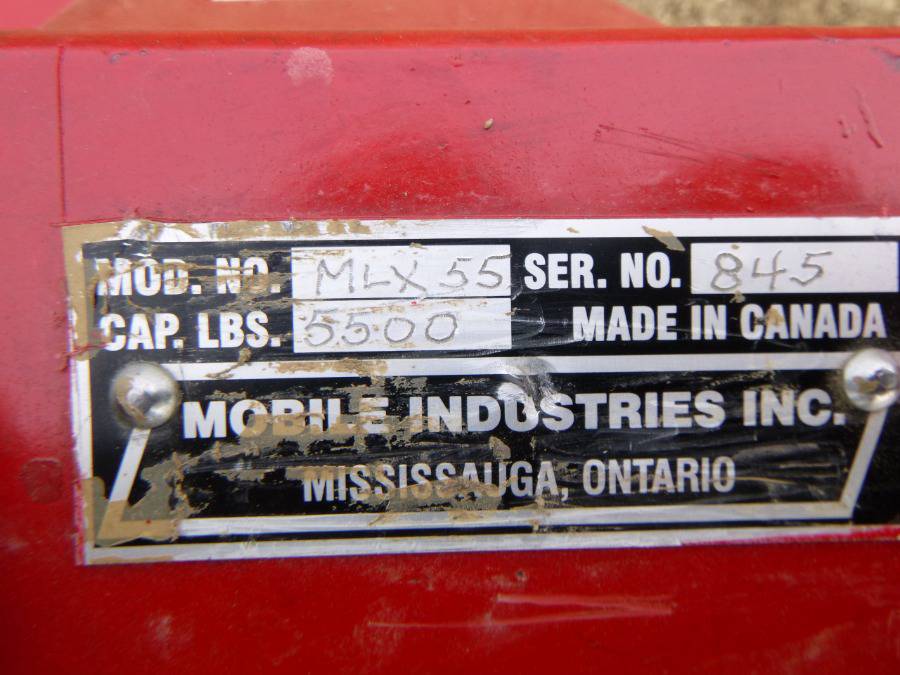 MOD. NO. MLX 55 SER. NO. 845
CAP. LBS. 5500 MADE IN CANADA
MOBILE INDUSTRIES INC.
MISSISSAUGA, ONTARIO